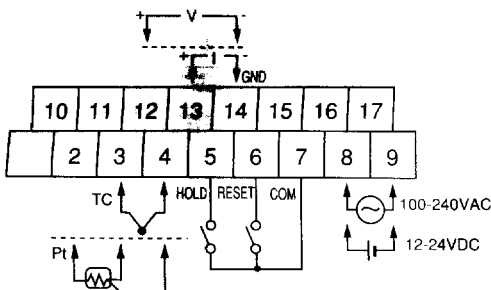 + V -
+ I -
GND
10 11 12 13 14 15 16 17
2 3 4 5 6 7 8 9
TC HOLD RESET COM
100-240VAC
Pt
12-24VDC